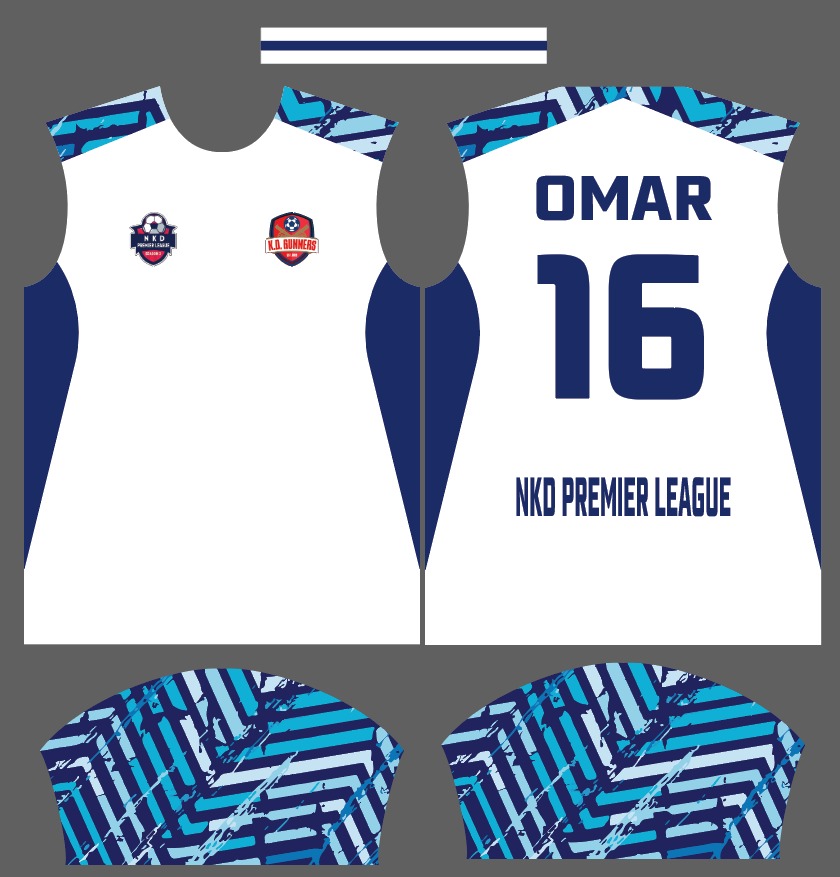 NKD
PREMIER LEAGUE
K.D. GUNNERS
OMAR
16
NKD PREMIER LEAGUE